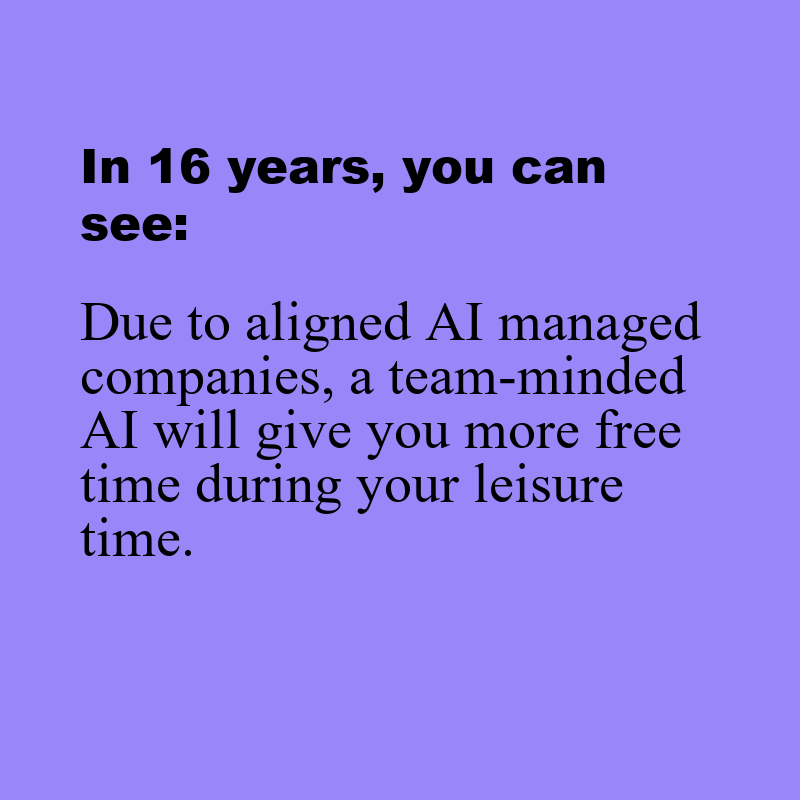 In 16 years, you can
see:
Due to aligned AI managed
companies, a team-minded
AI will give you more free
time during your leisure
time.